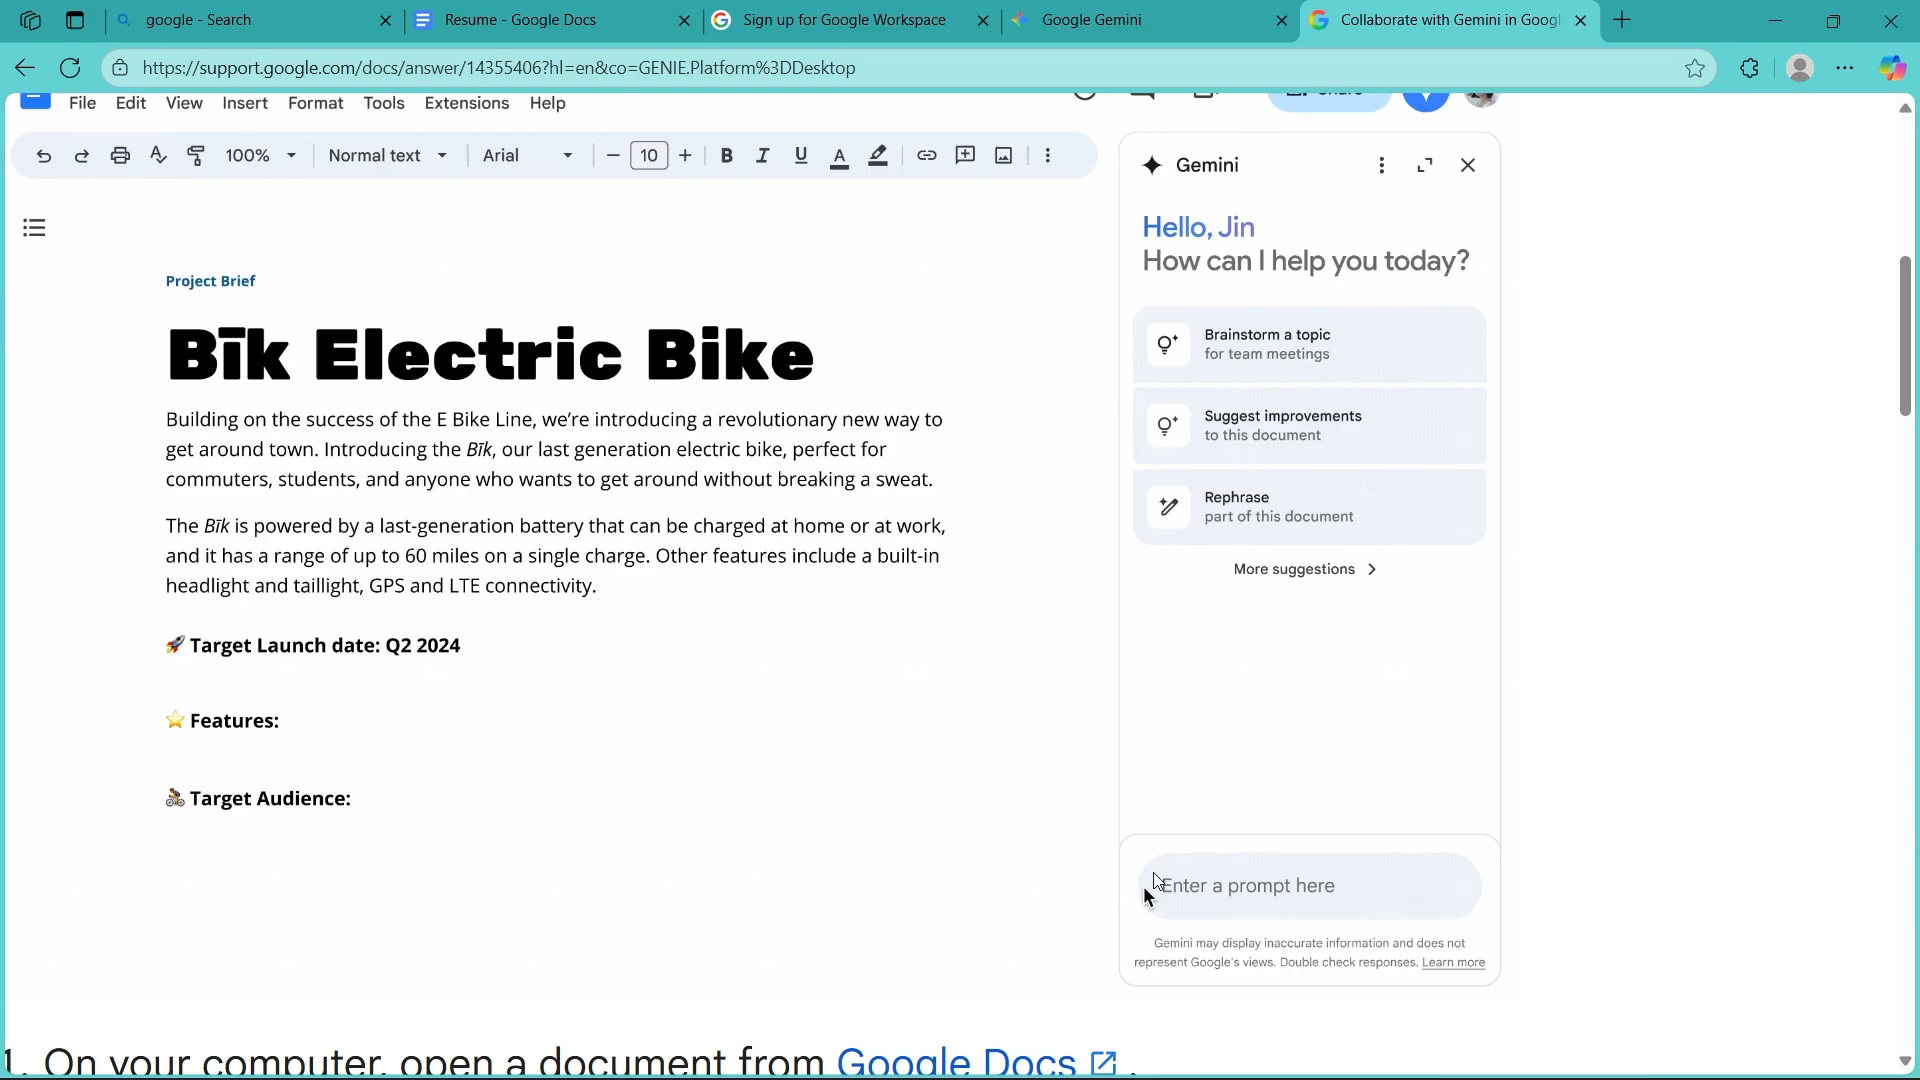 google - Search
Resume - Google Docs
Sign up for Google Workspace
Google Gemini
Collaborate with Gemini in Googl
https://support.google.com/docs/answer/14355406?hl=en&co=GENIE.Platform%3DDesktop
File Edit View Insert Format Tools Extensions Help
Share
100% Normal text Arial 10 B I U A
Gemini
Hello, Jin
How can I help you today?
Project Brief
Bīk Electric Bike
Building on the success of the E Bike Line, we’re introducing a revolutionary new way to
get around town. Introducing the Bīk, our last generation electric bike, perfect for
commuters, students, and anyone who wants to get around without breaking a sweat.
The Bīk is powered by a last-generation battery that can be charged at home or at work,
and it has a range of up to 60 miles on a single charge. Other features include a built-in
headlight and taillight, GPS and LTE connectivity.
🚀 Target Launch date: Q2 2024
⭐ Features:
🚴 Target Audience:
Brainstorm a topic
for team meetings
Suggest improvements
to this document
Rephrase
part of this document
More suggestions
Enter a prompt here
Gemini may display inaccurate information and does not
represent Google's views. Double check responses. Learn more
1. On your computer, open a document from Google Docs .